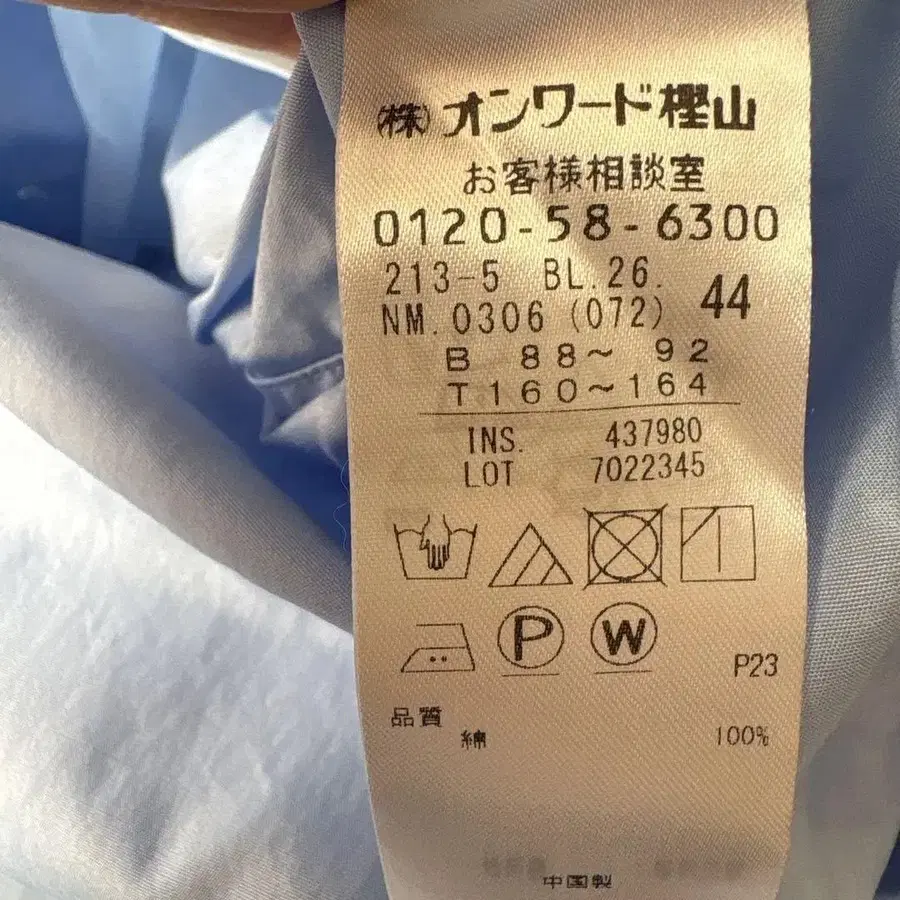 ㈱オンワード樫山
お客様相談室
0120-58-6300
213-5 BL.26. 44
NM.0306 (072)
B 88～ 92
T160～164
INS. 437980
LOT 7022345
P W
P23
品質
綿 100%
中国製